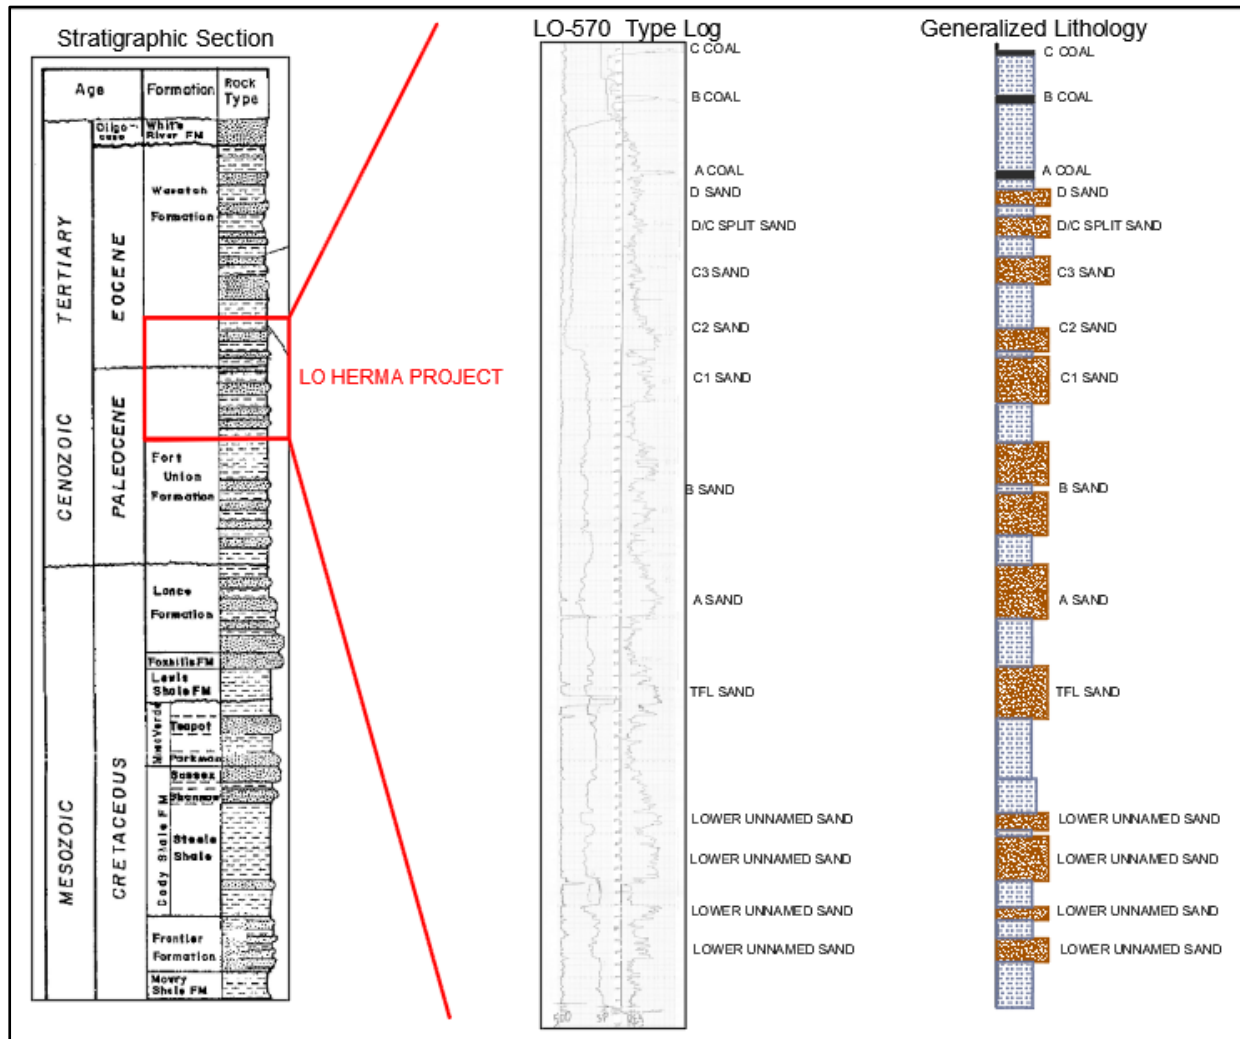 Stratigraphic Section
Age
Formation
Rock
Type
CENOZOIC
TERTIARY
Oligo-
cene
White
River FM
EOCENE
Wasatch
Formation
PALEOCENE
Fort
Union
Formation
MESOZOIC
CRETACEOUS
Lance
Formation
Foxhills FM
Lewis
Shale FM
MesaVerde
Teapot
Parkman
Cody Shale FM
Sussex
Shannon
Steele
Shale
Frontier
Formation
Mowry
Shale FM
LO HERMA PROJECT
LO-570 Type Log
C COAL
B COAL
A COAL
D SAND
D/C SPLIT SAND
C3 SAND
C2 SAND
C1 SAND
B SAND
A SAND
TFL SAND
LOWER UNNAMED SAND
LOWER UNNAMED SAND
LOWER UNNAMED SAND
LOWER UNNAMED SAND
Generalized Lithology
C COAL
B COAL
A COAL
D SAND
D/C SPLIT SAND
C3 SAND
C2 SAND
C1 SAND
B SAND
A SAND
TFL SAND
LOWER UNNAMED SAND
LOWER UNNAMED SAND
LOWER UNNAMED SAND
LOWER UNNAMED SAND